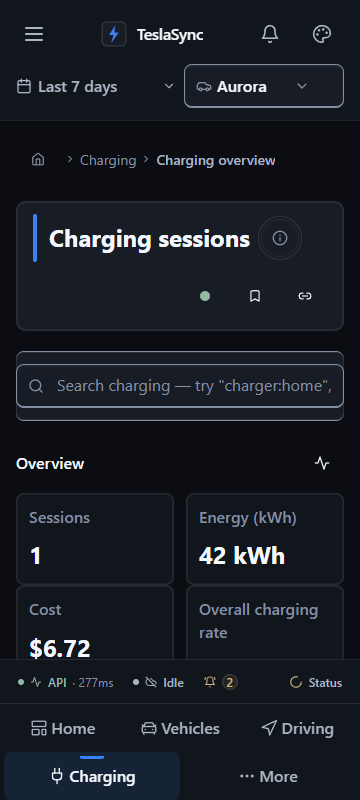 TeslaSync
Last 7 days
Aurora
Charging
Charging overview
Charging sessions
Search charging — try "charger:home",
Overview
Sessions
1
Energy (kWh)
42 kWh
Cost
$6.72
Overall charging
rate
API · 277ms
Idle
2
Status
Home
Vehicles
Driving
Charging
More